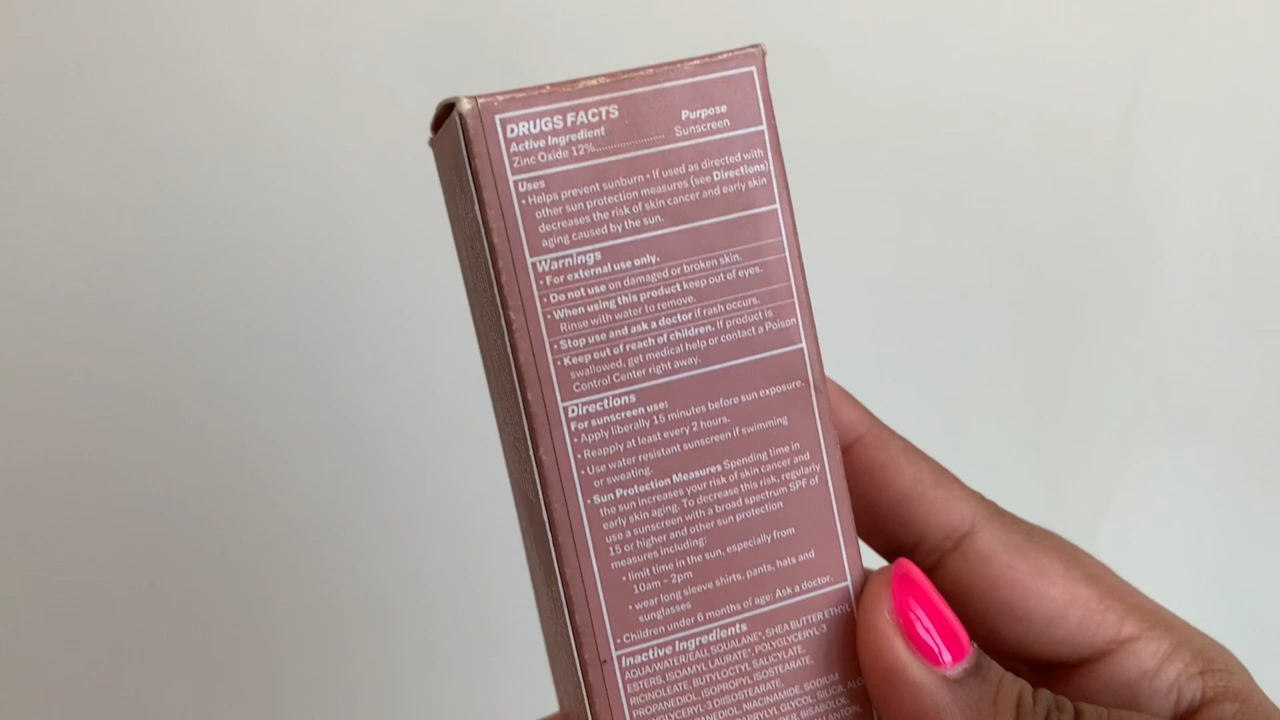 DRUGS FACTS
Active Ingredient Purpose
Zinc Oxide 12%...................... Sunscreen
Uses
• Helps prevent sunburn • If used as directed with
other sun protection measures (see Directions)
decreases the risk of skin cancer and early skin
aging caused by the sun.
Warnings
• For external use only.
• Do not use on damaged or broken skin.
• When using this product keep out of eyes.
Rinse with water to remove.
• Stop use and ask a doctor if rash occurs.
• Keep out of reach of children. If product is
swallowed, get medical help or contact a Poison
Control Center right away.
Directions
For sunscreen use:
• Apply liberally 15 minutes before sun exposure.
• Reapply at least every 2 hours.
• Use water resistant sunscreen if swimming
or sweating.
• Sun Protection Measures Spending time in
the sun increases your risk of skin cancer and
early skin aging. To decrease this risk, regularly
use a sunscreen with a broad spectrum SPF of
15 or higher and other sun protection
measures including:
• limit time in the sun, especially from
10am – 2pm
• wear long sleeve shirts, pants, hats and
sunglasses
• Children under 6 months of age: Ask a doctor.
Inactive Ingredients
AQUA/WATER/EAU, SQUALANE*, SHEA BUTTER ETHYL
ESTERS, ISOAMYL LAURATE*, POLYGLYCERYL-3
RICINOLEATE, BUTYLOCTYL SALICYLATE,
PROPANEDIOL, ISOPROPYL ISOSTEARATE,
DIISOSTEARATE,
NIACINAMIDE, SODIUM
GLYCOL, SILICA,
BISABOLOL,